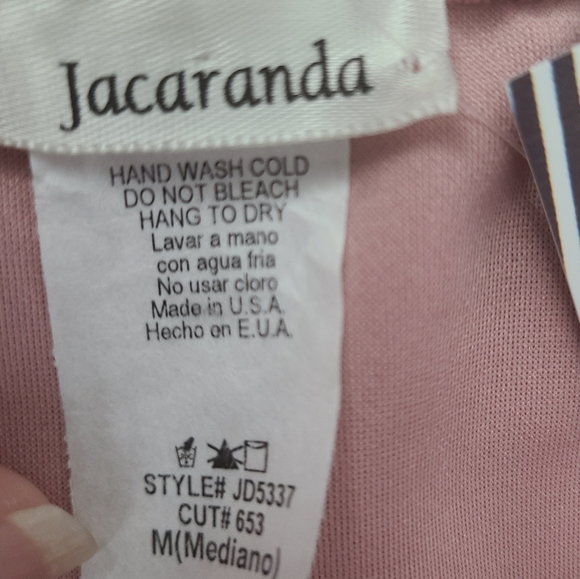 Jacaranda
HAND WASH COLD
DO NOT BLEACH
HANG TO DRY
Lavar a mano
con agua fria
No usar cloro
Made in U.S.A.
Hecho en E.U.A.
STYLE# JD5337
CUT# 653
M(Mediano)